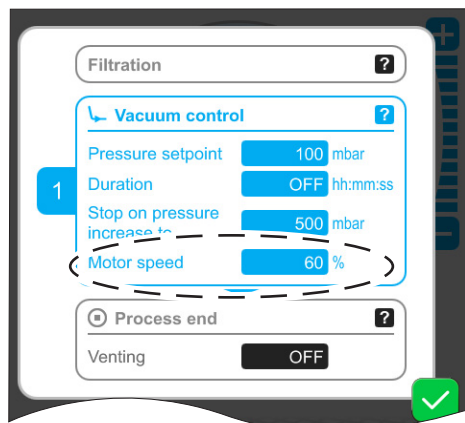 Filtration ?
Vacuum control ?
Pressure setpoint 100 mbar
1
Duration OFF hh:mm:ss
Stop on pressure
increase to 500 mbar
Motor speed 60 %
Process end ?
Venting OFF